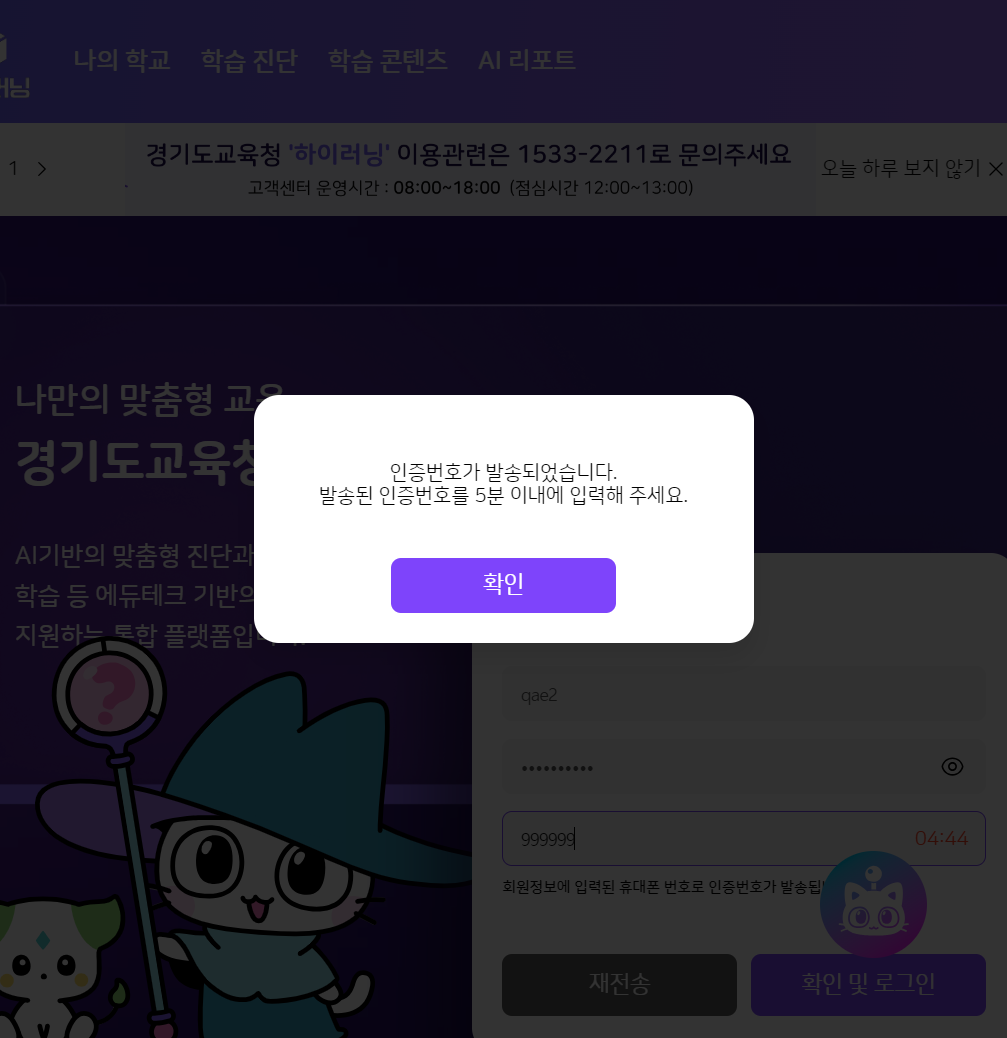 나의 학교 학습 진단 학습 콘텐츠 AI 리포트
러닝
1
경기도교육청 '하이러닝' 이용관련은 1533-2211로 문의주세요
고객센터 운영시간 : 08:00~18:00 (점심시간 12:00~13:00)
오늘 하루 보지 않기
나만의 맞춤형 교육
경기도교육청
인증번호가 발송되었습니다.
발송된 인증번호를 5분 이내에 입력해 주세요.
확인
AI기반의 맞춤형 진단과
학습 등 에듀테크 기반의
지원하는 통합 플랫폼입니다.
qae2
999999 04:44
회원정보에 입력된 휴대폰 번호로 인증번호가
재전송 확인 및 로그인